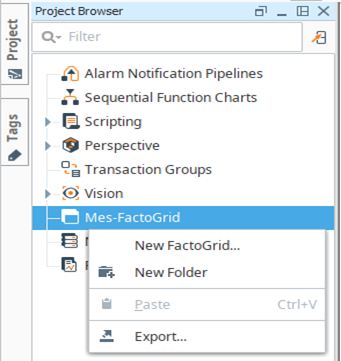 Project Browser
Project
Filter
Tags
Alarm Notification Pipelines
Sequential Function Charts
Scripting
Perspective
Transaction Groups
Vision
Mes-FactoGrid
New FactoGrid...
New Folder
Paste Ctrl+V
Export...